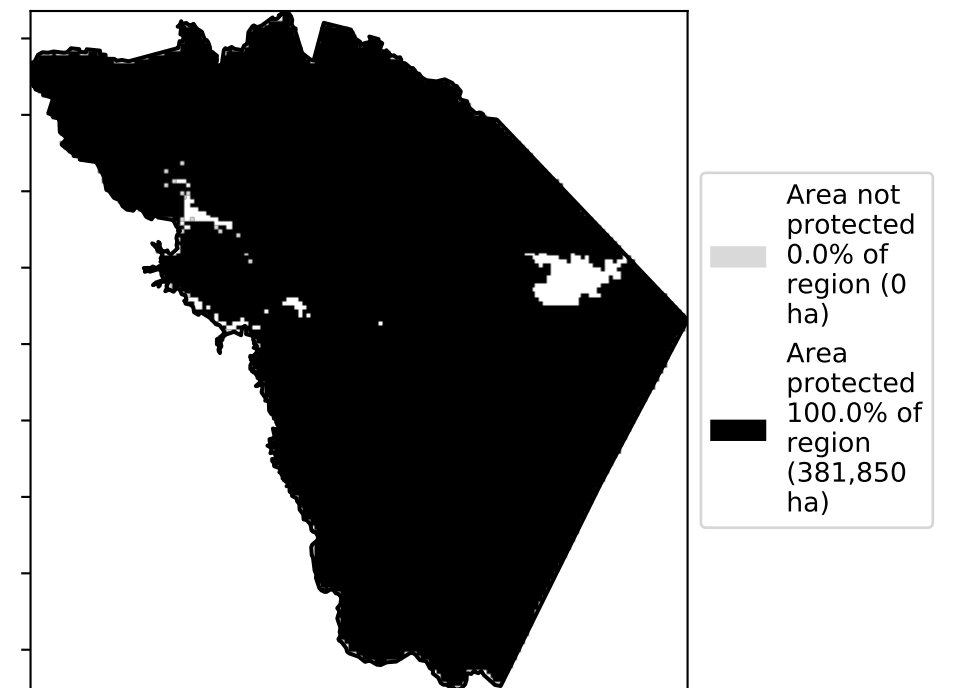 Area not
protected
0.0% of
region (0
ha)
Area
protected
100.0% of
region
(381,850
ha)